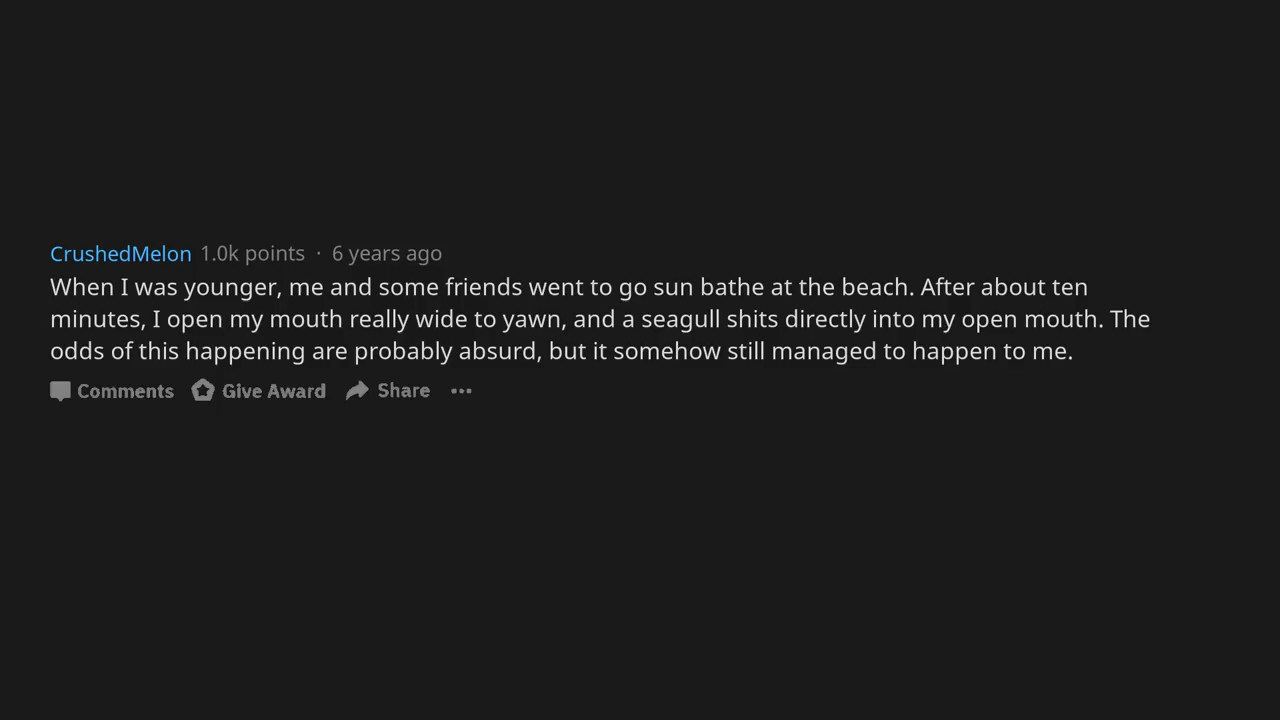 CrushedMelon 1.0k points · 6 years ago
When I was younger, me and some friends went to go sun bathe at the beach. After about ten
minutes, I open my mouth really wide to yawn, and a seagull shits directly into my open mouth. The
odds of this happening are probably absurd, but it somehow still managed to happen to me.
Comments Give Award Share ···